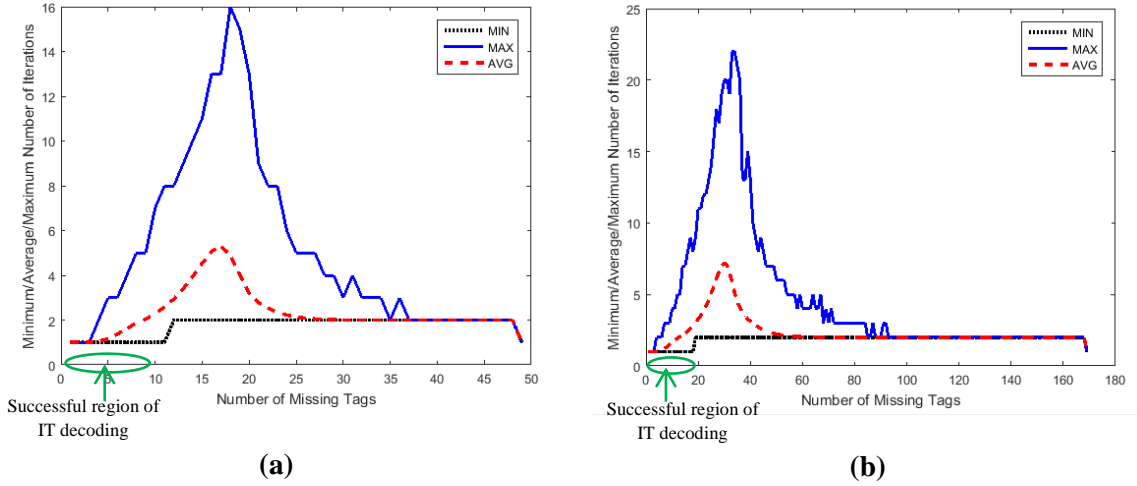 16
14
12
10
8
6
4
2
0
Minimum/Average/Maximum Number of Iterations
MIN
MAX
AVG
0 5 10 15 20 25 30 35 40 45 50
Number of Missing Tags
Successful region of
IT decoding
(a)
25
20
15
10
5
0
Minimum/Average/Maximum Number of Iterations
MIN
MAX
AVG
0 20 40 60 80 100 120 140 160 180
Number of Missing Tags
Successful region of
IT decoding
(b)